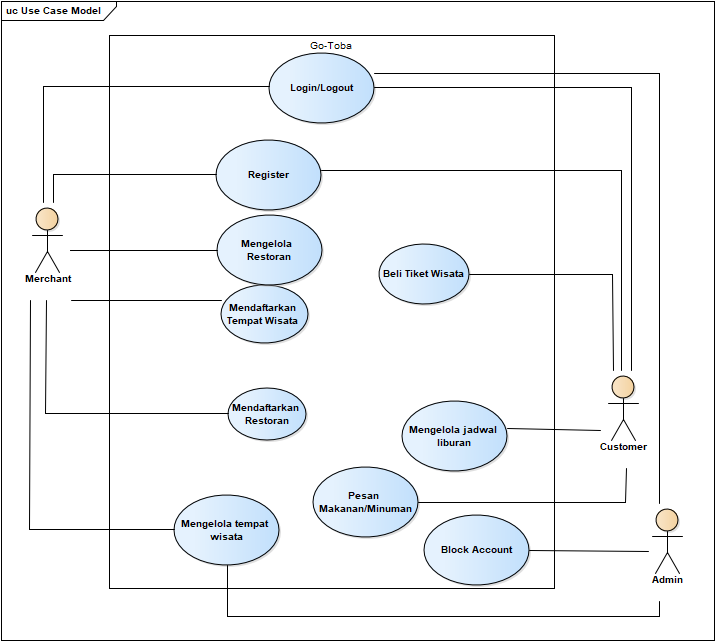 uc Use Case Model
Go-Toba
Login/Logout
Register
Mengelola
Restoran
Merchant
Beli Tiket Wisata
Mendaftarkan
Tempat Wisata
Mendaftarkan
Restoran
Mengelola jadwal
liburan
Customer
Pesan
Makanan/Minuman
Mengelola tempat
wisata
Block Account
Admin